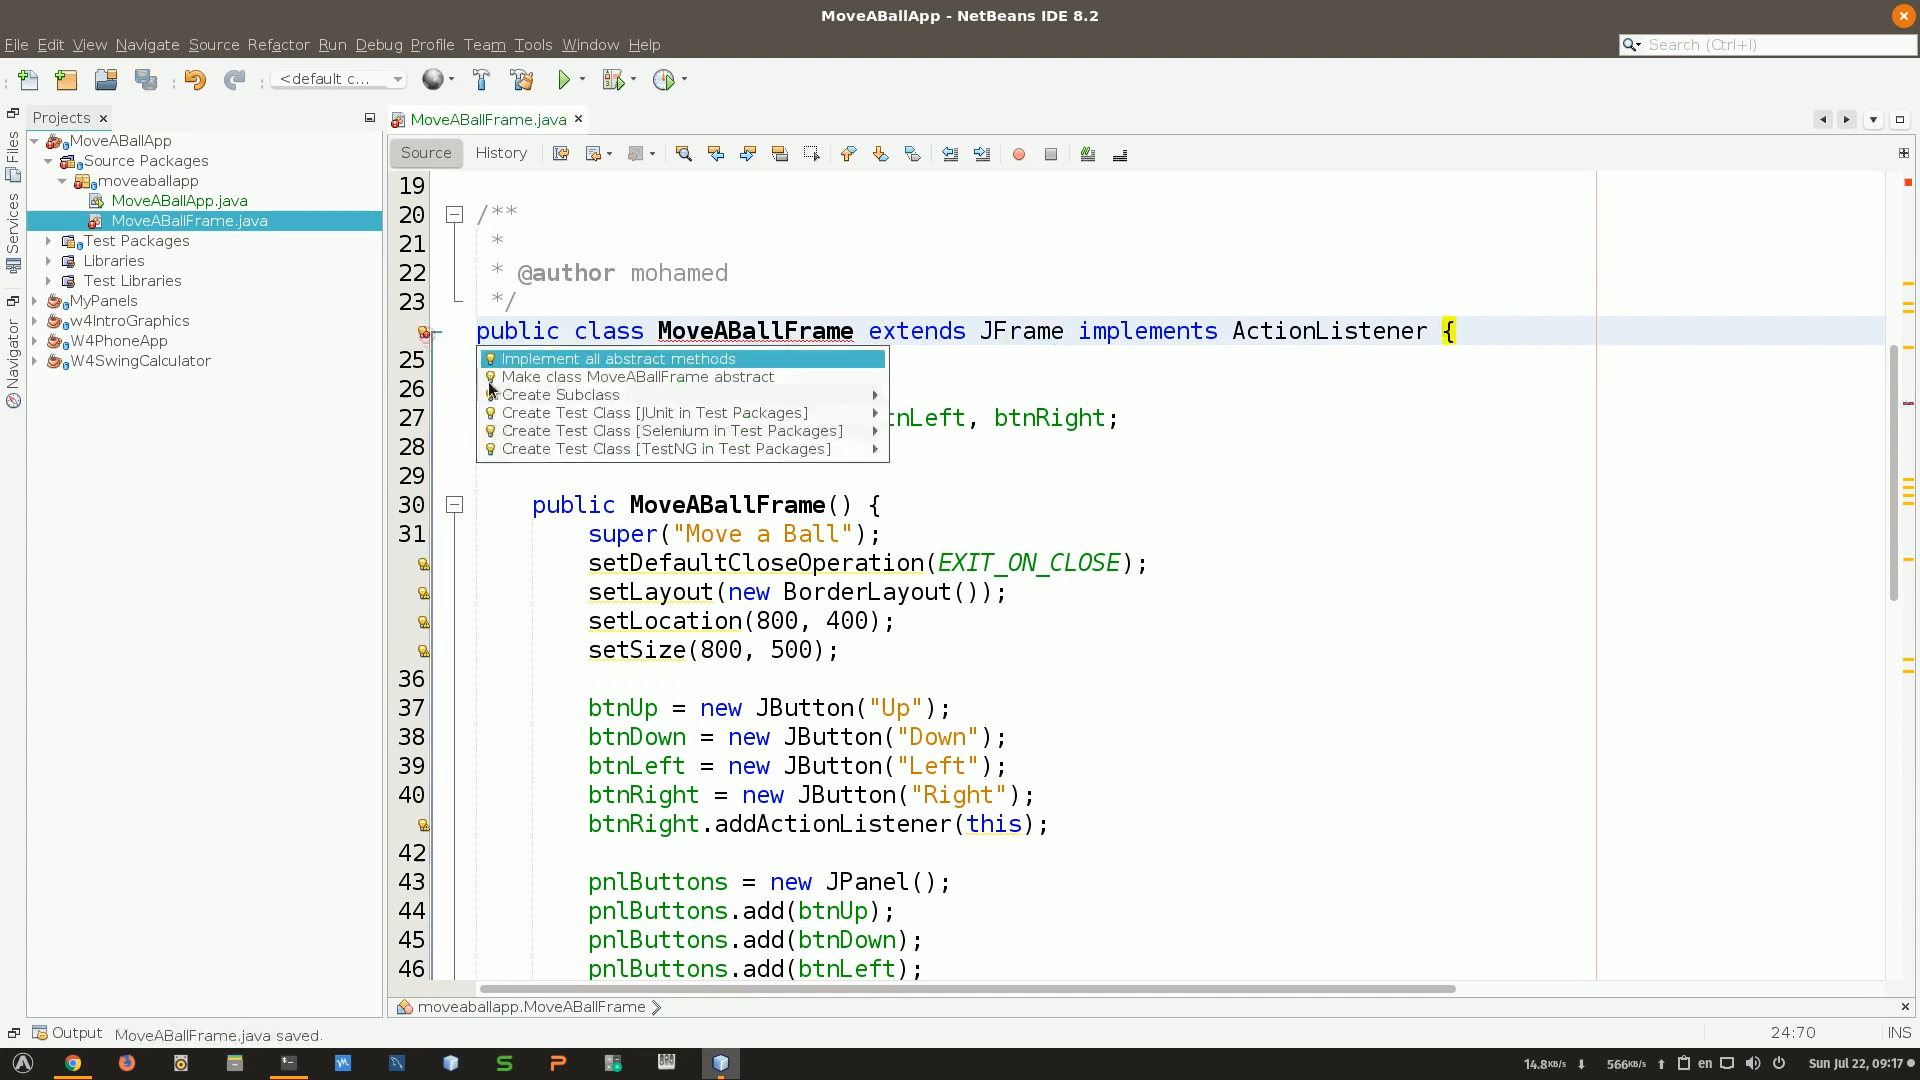 MoveABallApp - NetBeans IDE 8.2
File Edit View Navigate Source Refactor Run Debug Profile Team Tools Window Help
Search (Ctrl+I)
<default c...
Projects
MoveABallFrame.java
Files
Services
Navigator
MoveABallApp
Source Packages
moveaballapp
MoveABallApp.java
MoveABallFrame.java
Test Packages
Libraries
Test Libraries
MyPanels
w4IntroGraphics
W4PhoneApp
W4SwingCalculator
Source History
19
20 /**
21 *
22 * @author mohamed
23 */
public class MoveABallFrame extends JFrame implements ActionListener {
25
26
27 tnLeft, btnRight;
28
Implement all abstract methods
Make class MoveABallFrame abstract
Create Subclass
Create Test Class [JUnit in Test Packages]
Create Test Class [Selenium in Test Packages]
Create Test Class [TestNG in Test Packages]
29
30 public MoveABallFrame() {
31 super("Move a Ball");
setDefaultCloseOperation(EXIT_ON_CLOSE);
setLayout(new BorderLayout());
setLocation(800, 400);
setSize(800, 500);
36
37 btnUp = new JButton("Up");
38 btnDown = new JButton("Down");
39 btnLeft = new JButton("Left");
40 btnRight = new JButton("Right");
btnRight.addActionListener(this);
42
43 pnlButtons = new JPanel();
44 pnlButtons.add(btnUp);
45 pnlButtons.add(btnDown);
46 pnlButtons.add(btnLeft);
moveaballapp.MoveABallFrame
Output MoveABallFrame.java saved.
24:70 INS
14.8KB/s 566KB/s en Sun Jul 22, 09:17